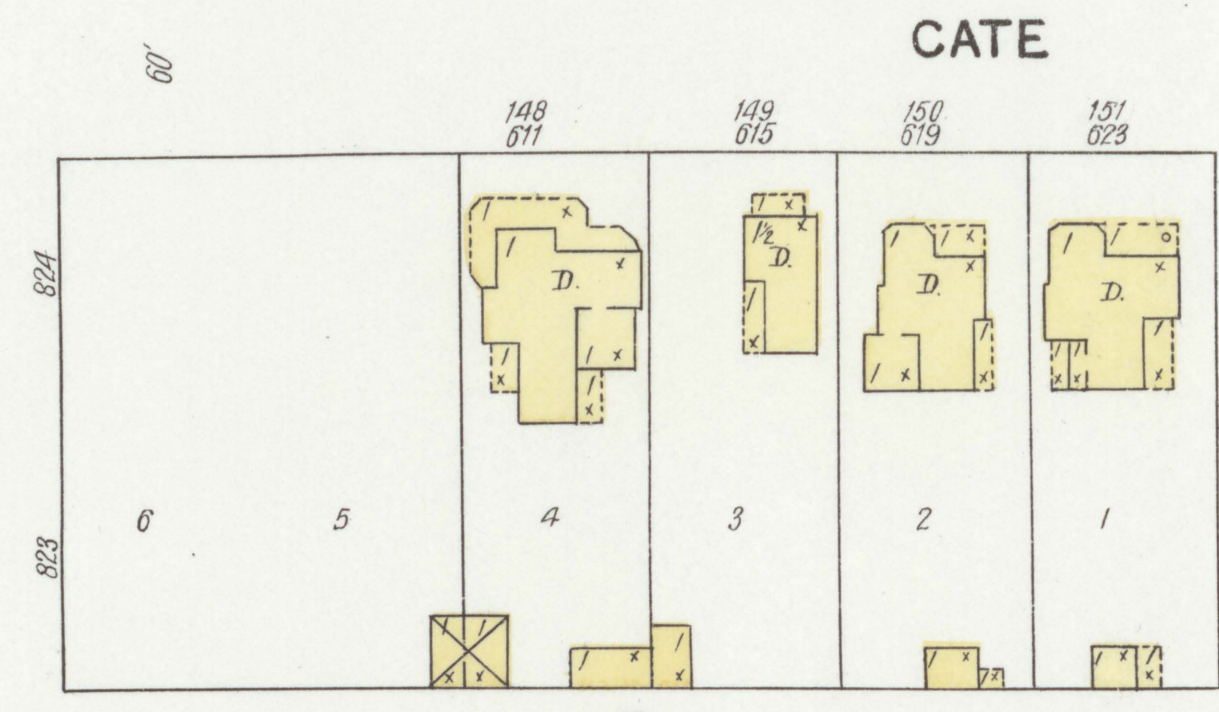 CATE
60'
148
611
149
615
150
619
151
623
824
/ x
/ x
D.
/ x
/ x
/ x
/ x
1½ x
D.
/ x
/ / x
x
D.
/ x
/ x
/ / o
x
D.
/ x / x
/ x
6 5 4 3 2 1
823
/ /
x x
/ x
/ x
/ x
/ x
/ x
/ x